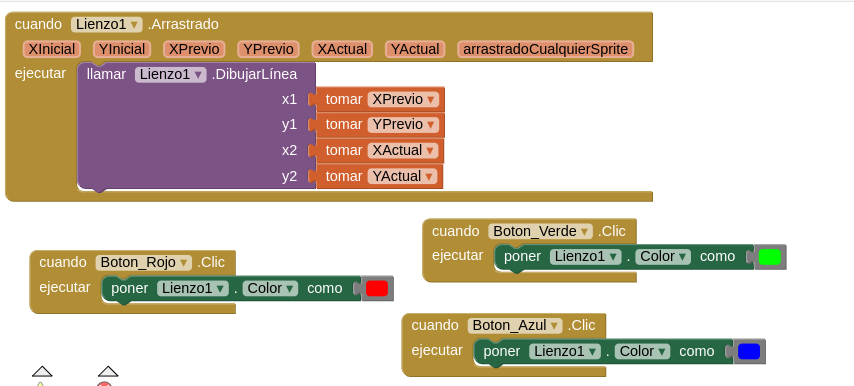 cuando Lienzo1 .Arrastrado
XInicial YInicial XPrevio YPrevio XActual YActual arrastradoCualquierSprite
ejecutar llamar Lienzo1 .DibujarLínea
x1 tomar XPrevio
y1 tomar YPrevio
x2 tomar XActual
y2 tomar YActual
cuando Boton_Verde .Clic
ejecutar poner Lienzo1 . Color como
cuando Boton_Rojo .Clic
ejecutar poner Lienzo1 . Color como
cuando Boton_Azul .Clic
ejecutar poner Lienzo1 . Color como